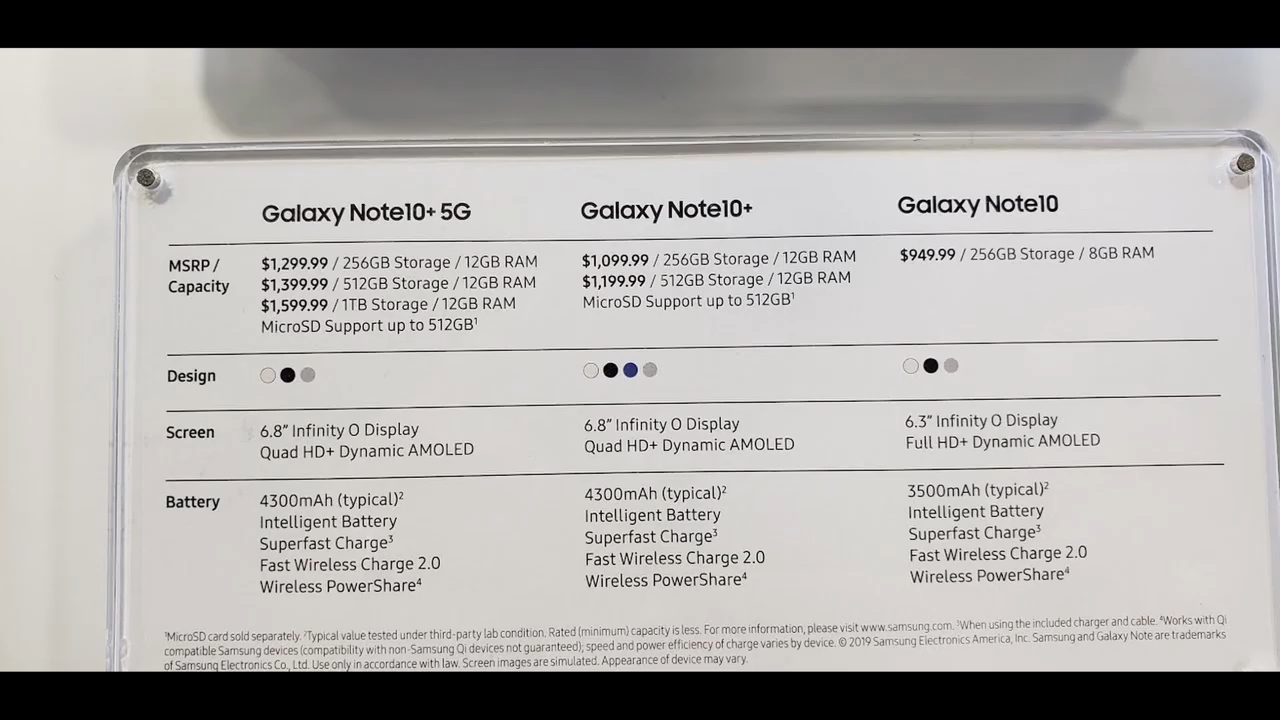 Galaxy Note10+ 5G
Galaxy Note10+
Galaxy Note10
MSRP /
Capacity
$1,299.99 / 256GB Storage / 12GB RAM
$1,399.99 / 512GB Storage / 12GB RAM
$1,599.99 / 1TB Storage / 12GB RAM
MicroSD Support up to 512GB¹
$1,099.99 / 256GB Storage / 12GB RAM
$1,199.99 / 512GB Storage / 12GB RAM
MicroSD Support up to 512GB¹
$949.99 / 256GB Storage / 8GB RAM
Design
Screen
6.8” Infinity O Display
Quad HD+ Dynamic AMOLED
6.8” Infinity O Display
Quad HD+ Dynamic AMOLED
6.3” Infinity O Display
Full HD+ Dynamic AMOLED
Battery
4300mAh (typical)²
Intelligent Battery
Superfast Charge³
Fast Wireless Charge 2.0
Wireless PowerShare⁴
4300mAh (typical)²
Intelligent Battery
Superfast Charge³
Fast Wireless Charge 2.0
Wireless PowerShare⁴
3500mAh (typical)²
Intelligent Battery
Superfast Charge³
Fast Wireless Charge 2.0
Wireless PowerShare⁴
¹MicroSD card sold separately. ²Typical value tested under third-party lab condition. Rated (minimum) capacity is less. For more information, please visit www.samsung.com. ³When using the included charger and cable. ⁴Works with Qi
compatible Samsung devices (compatibility with non-Samsung Qi devices not guaranteed); speed and power efficiency of charge varies by device. © 2019 Samsung Electronics America, Inc. Samsung and Galaxy Note are trademarks
of Samsung Electronics Co., Ltd. Use only in accordance with law. Screen images are simulated. Appearance of device may vary.